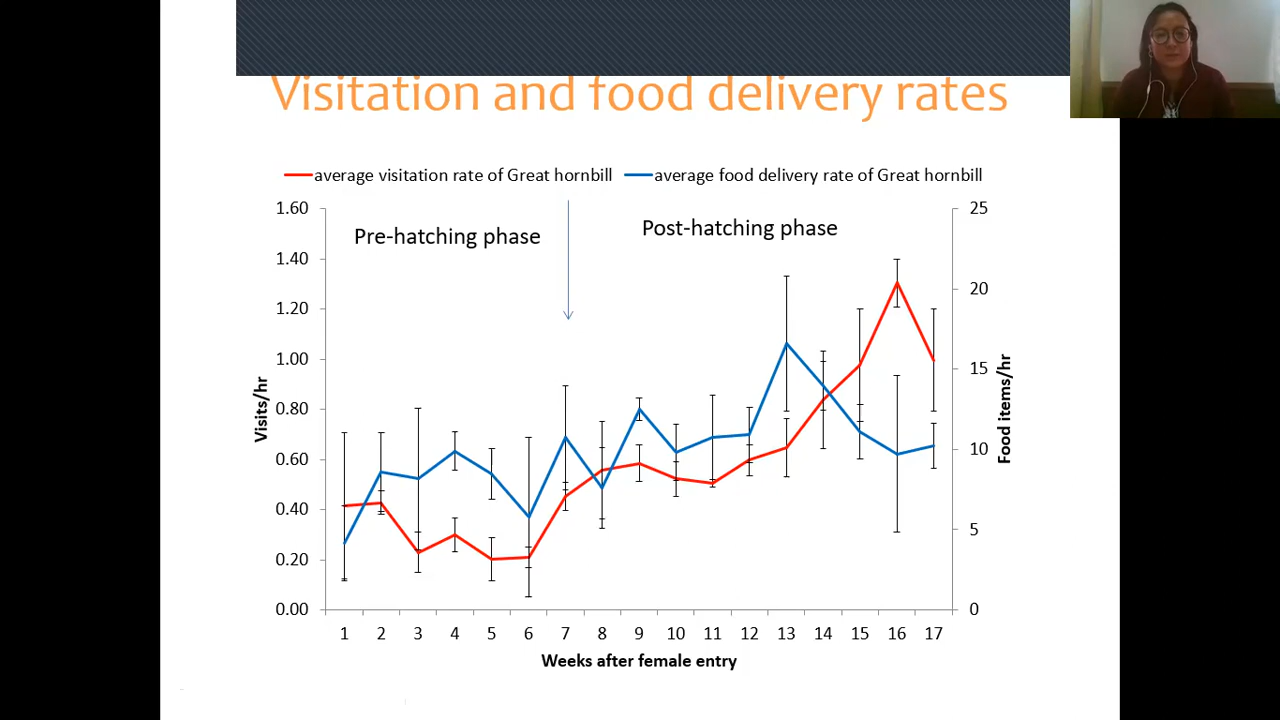 Visitation and food delivery rates
average visitation rate of Great hornbill average food delivery rate of Great hornbill
Pre-hatching phase Post-hatching phase
1.60 25
1.40
20
1.20
1.00
15
0.80
10
0.60
0.40
5
0.20
0.00 0
Visits/hr
Food items/hr
1 2 3 4 5 6 7 8 9 10 11 12 13 14 15 16 17
Weeks after female entry